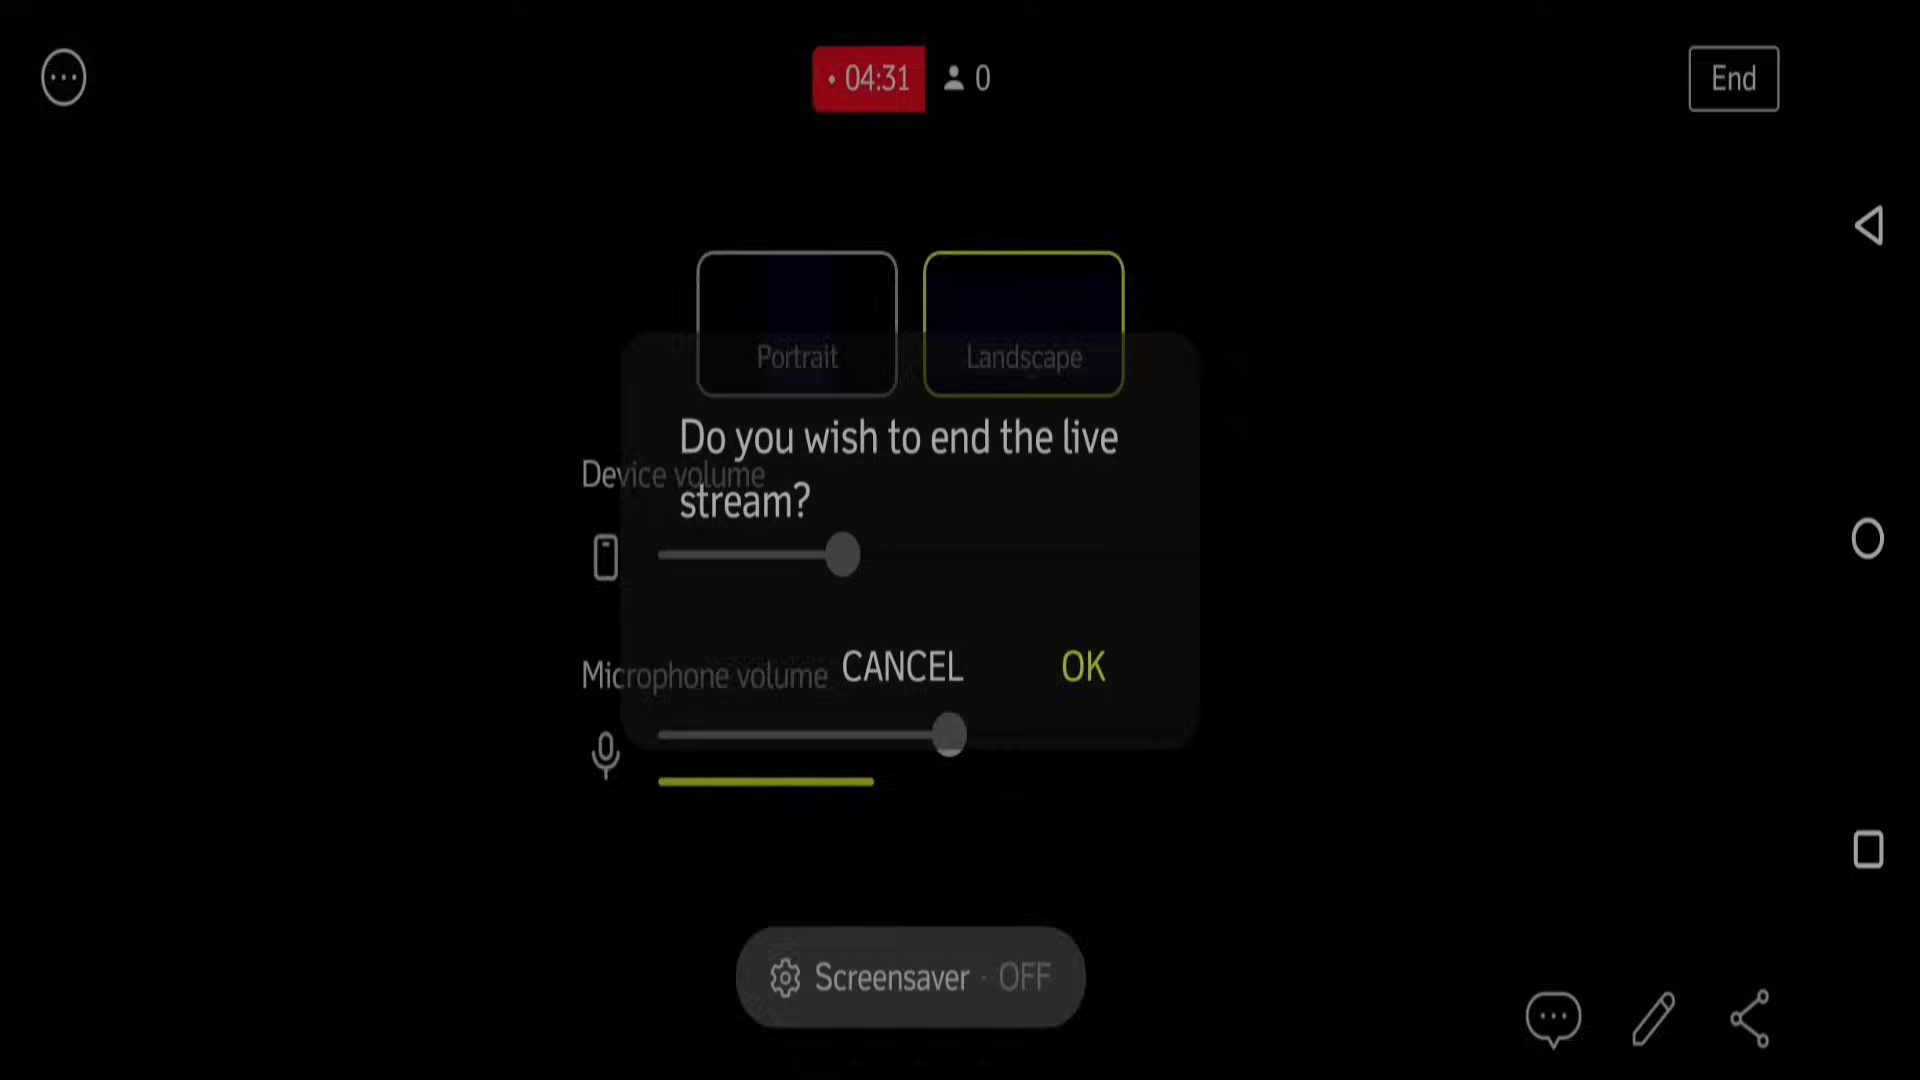 • 04:31 0
End
Portrait
Landscape
Do you wish to end the live
stream?
Device volume
Microphone volume
CANCEL
OK
Screensaver · OFF